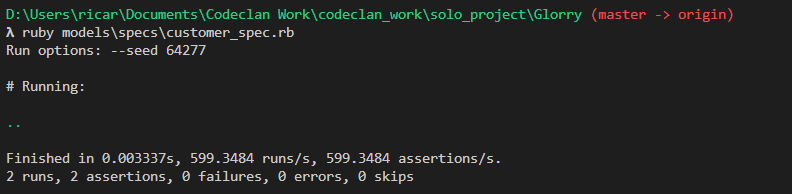 D:\Users\ricar\Documents\Codeclan Work\codeclan_work\solo_project\Glorry (master -> origin)
λ ruby models\specs\customer_spec.rb
Run options: --seed 64277
# Running:
..
Finished in 0.003337s, 599.3484 runs/s, 599.3484 assertions/s.
2 runs, 2 assertions, 0 failures, 0 errors, 0 skips